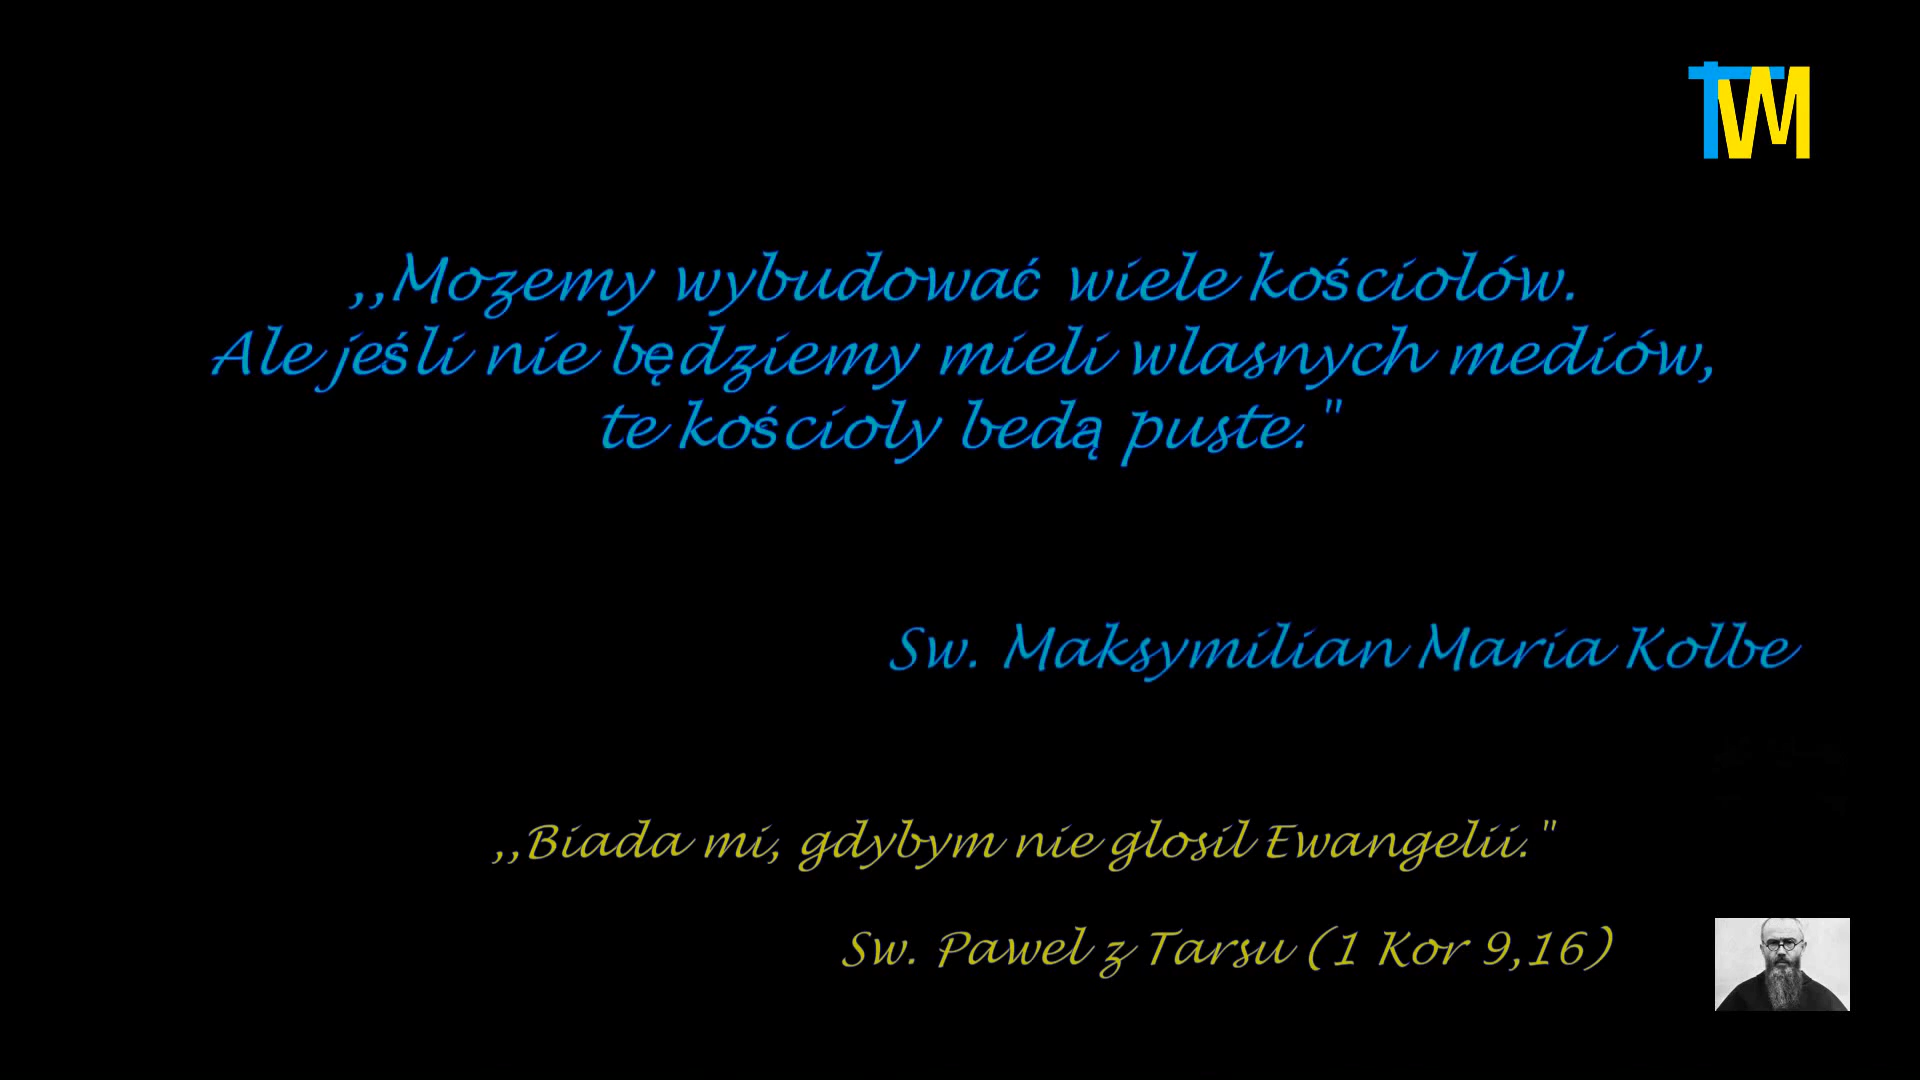 TVM
,,Mozemy wybudować wiele kościolów.
Ale jeśli nie będziemy mieli wlasnych mediów,
te kościoly bedą puste."
Sw. Maksymilian Maria Kolbe
,,Biada mi, gdybym nie glosil Ewangelii."
Sw. Pawel z Tarsu (1 Kor 9,16)